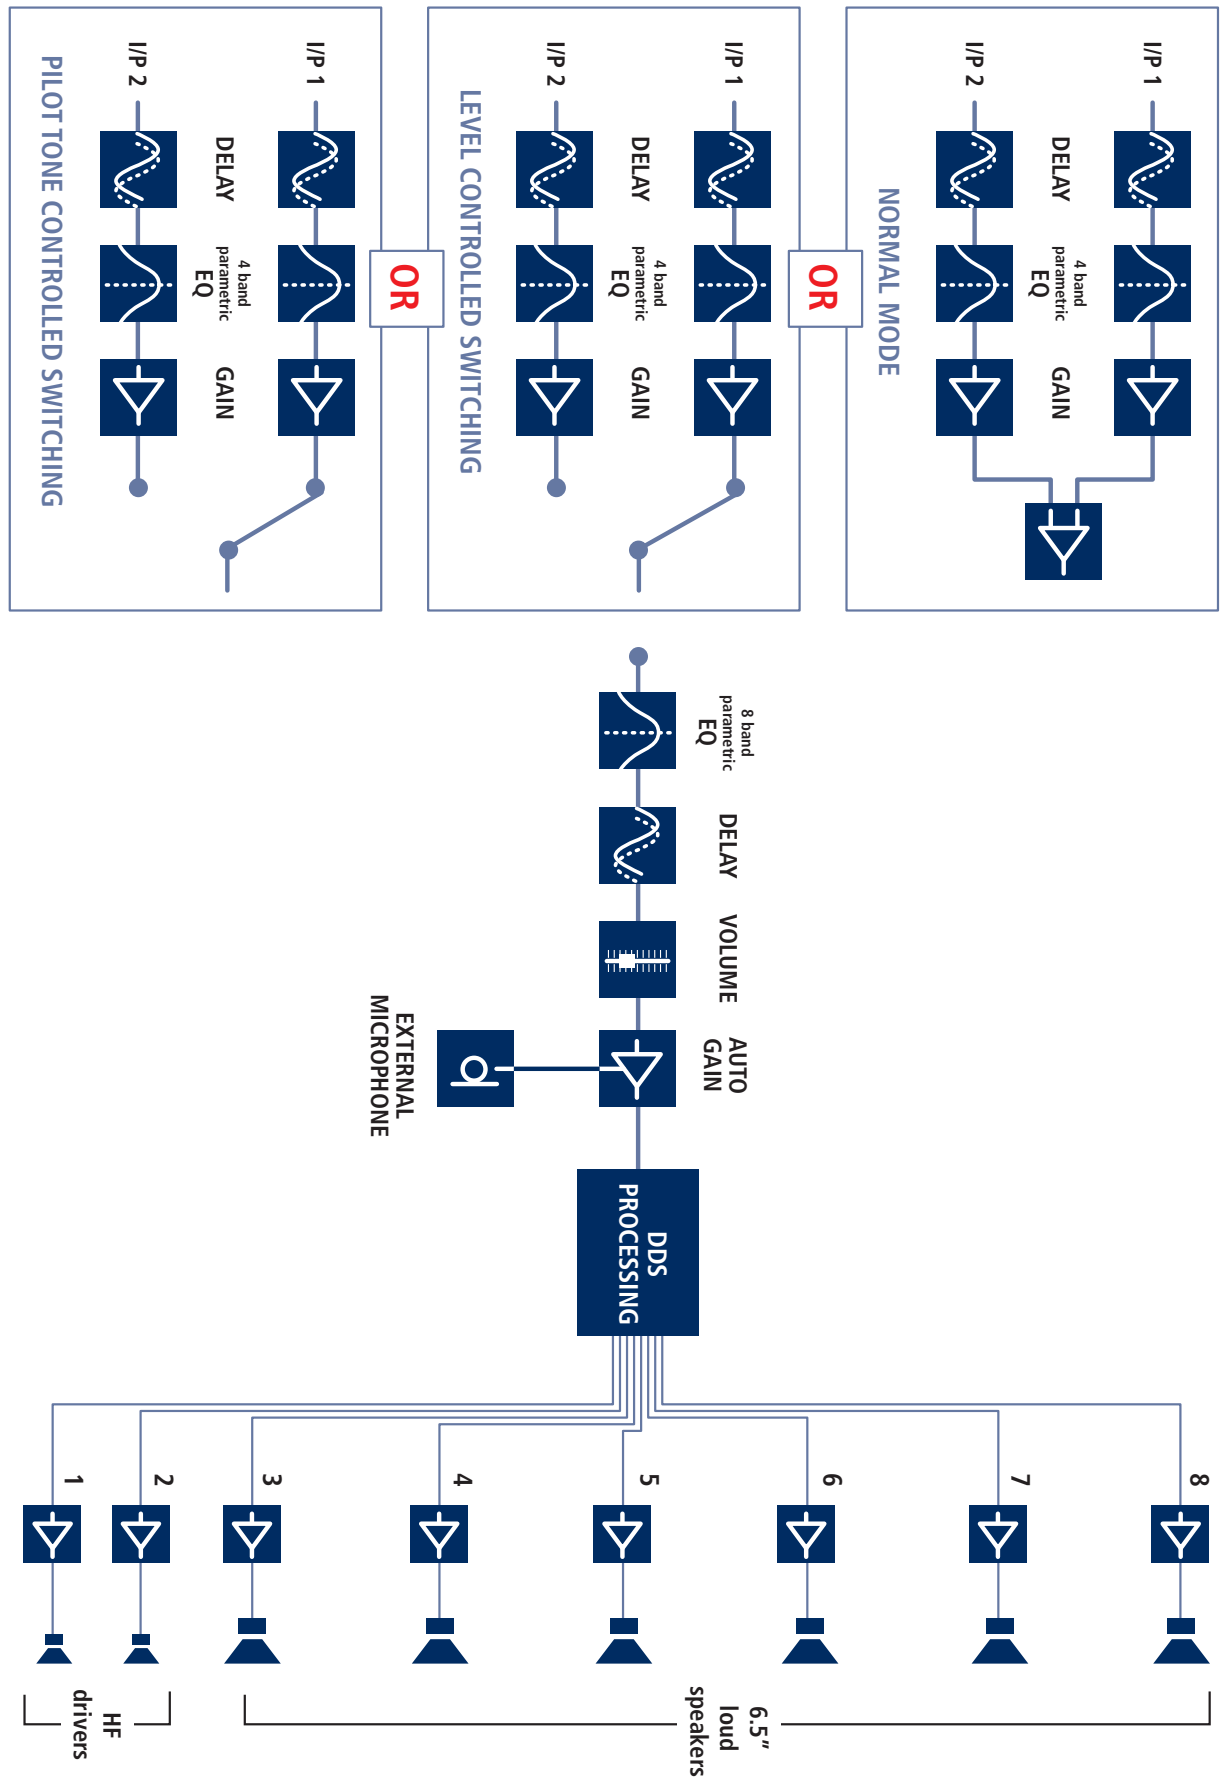 I/P 1
I/P 2
DELAY
4 band
parametric
EQ
GAIN
NORMAL MODE
OR
I/P 1
I/P 2
DELAY
4 band
parametric
EQ
GAIN
LEVEL CONTROLLED SWITCHING
OR
I/P 1
I/P 2
DELAY
4 band
parametric
EQ
GAIN
PILOT TONE CONTROLLED SWITCHING
8 band
parametric
EQ
DELAY
VOLUME
AUTO
GAIN
EXTERNAL
MICROPHONE
DDS
PROCESSING
8
7
6
5
4
3
2
1
6.5”
loud
speakers
HF
drivers